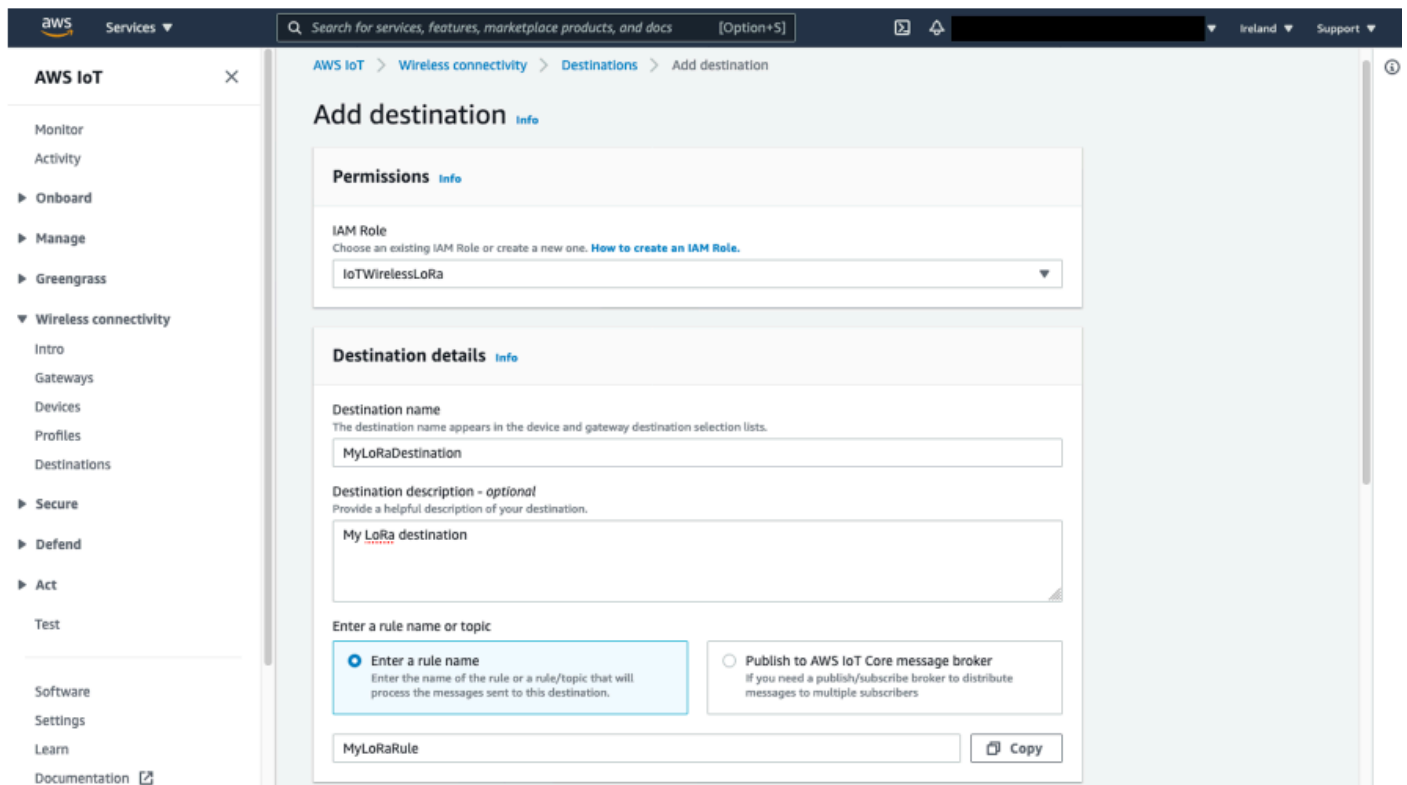 aws Services ▼ Search for services, features, marketplace products, and docs [Option+S] Ireland ▼ Support ▼
AWS IoT
Monitor
Activity
Onboard
Manage
Greengrass
Wireless connectivity
Intro
Gateways
Devices
Profiles
Destinations
Secure
Defend
Act
Test
Software
Settings
Learn
Documentation
AWS IoT > Wireless connectivity > Destinations > Add destination
Add destination Info
Permissions Info
IAM Role
Choose an existing IAM Role or create a new one. How to create an IAM Role.
IoTWirelessLoRa
Destination details Info
Destination name
The destination name appears in the device and gateway destination selection lists.
MyLoRaDestination
Destination description - optional
Provide a helpful description of your destination.
My LoRa destination
Enter a rule name or topic
Enter a rule name
Enter the name of the rule or a rule/topic that will
process the messages sent to this destination.
Publish to AWS IoT Core message broker
If you need a publish/subscribe broker to distribute
messages to multiple subscribers
MyLoRaRule
Copy